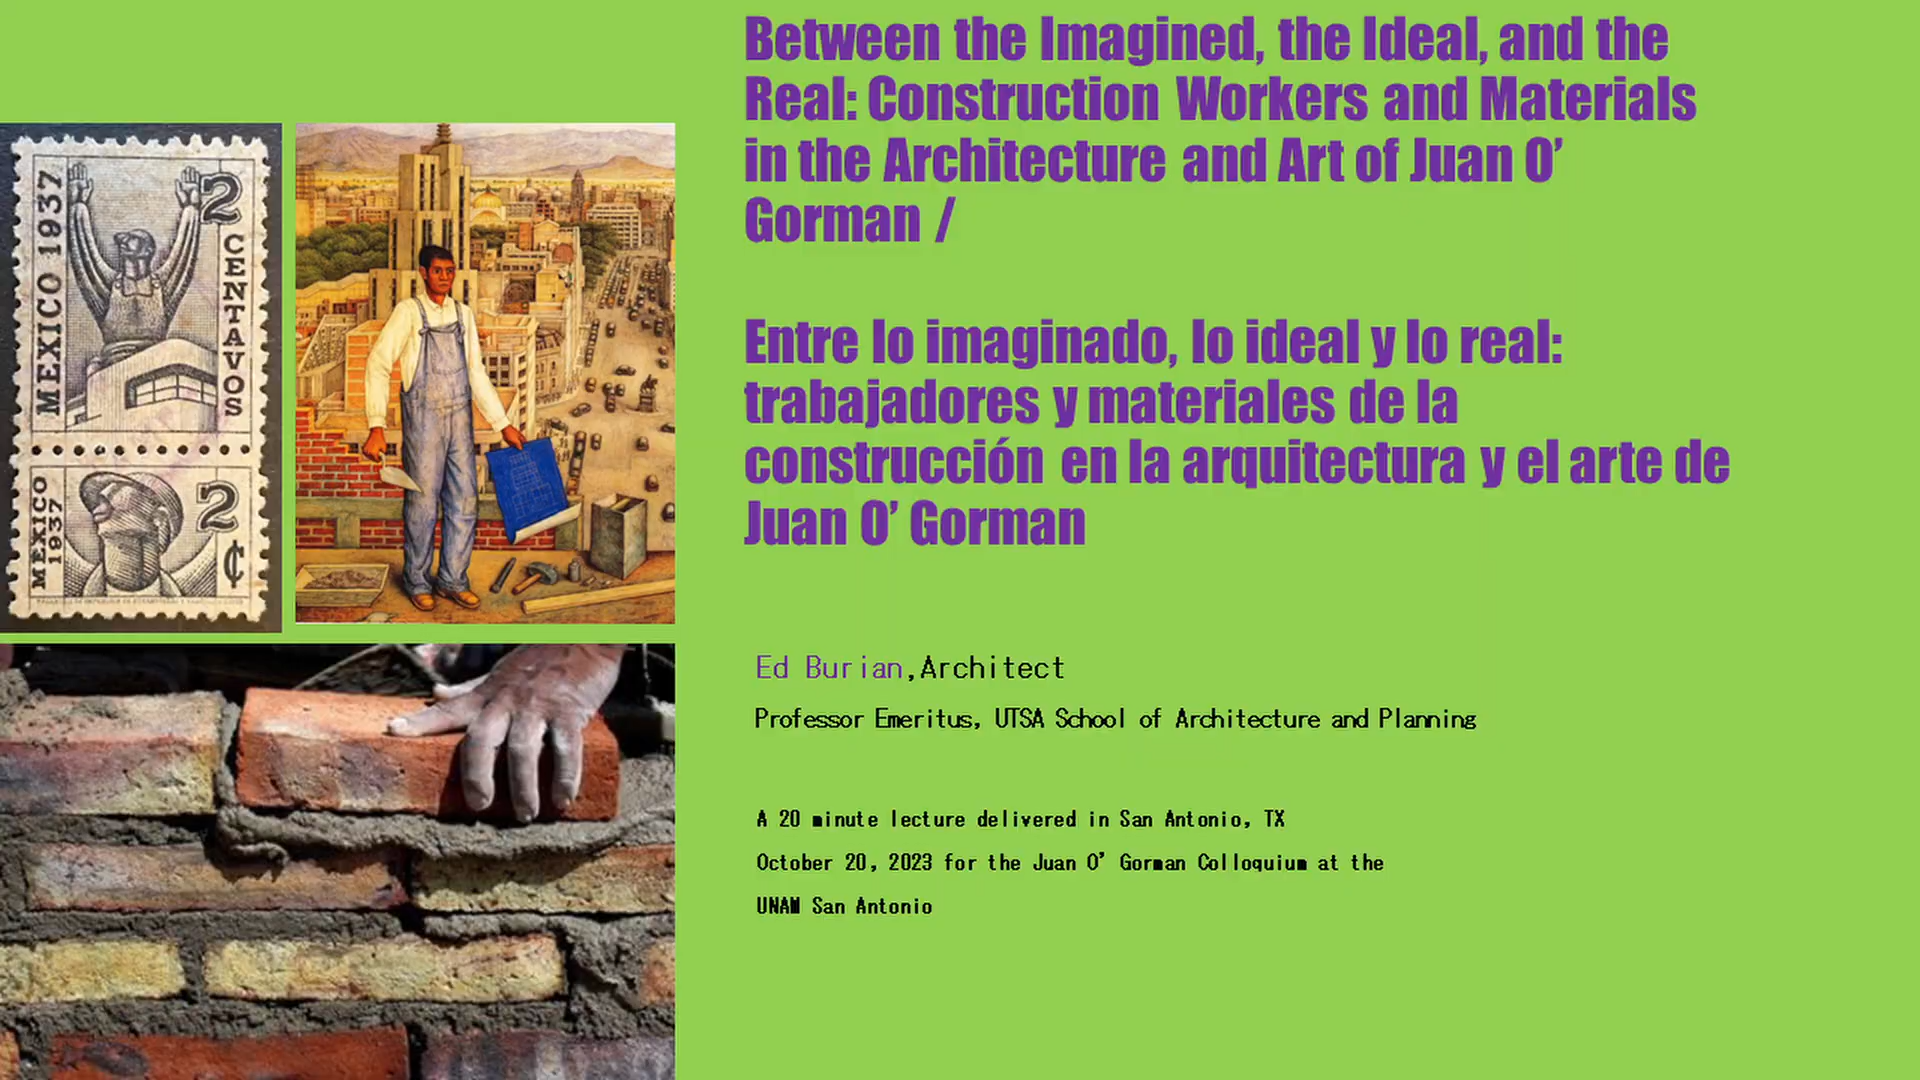 Between the Imagined, the Ideal, and the
Real: Construction Workers and Materials
in the Architecture and Art of Juan O’
Gorman /
Entre lo imaginado, lo ideal y lo real:
trabajadores y materiales de la
construcción en la arquitectura y el arte de
Juan O’ Gorman
MEXICO 1937
2
CENTAVOS
MEXICO
1937
2
¢
Ed Burian,Architect
Professor Emeritus, UTSA School of Architecture and Planning
A 20 minute lecture delivered in San Antonio, TX
October 20, 2023 for the Juan O’ Gorman Colloquium at the
UNAM San Antonio